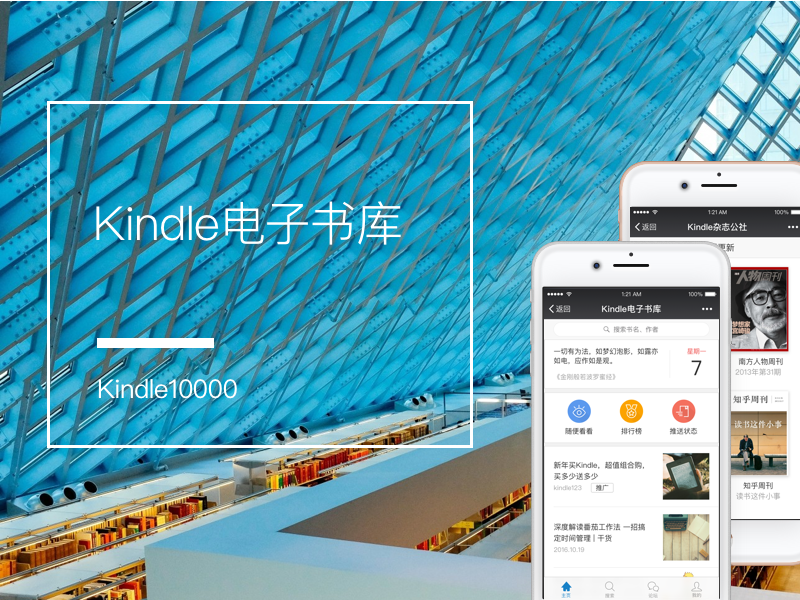 Kindle电子书库
Kindle10000
1:21 AM
100%
返回
Kindle杂志公社
更新
人物周刊
梦想家
宫崎骏
南方人物周刊
2013年第31期
知乎周刊
读书这件小事
知乎周刊
读书这件小事
1:21 AM
100%
返回
Kindle电子书库
搜索书名、作者
一切有为法,如梦幻泡影,如露亦
如电,应作如是观。
《金刚般若波罗蜜经》
星期一
7
随便看看
排行榜
推送状态
新年买Kindle,超值组合购,
买多少送多少
kindle123
推广
深度解读番茄工作法 一招搞
定时间管理 | 干货
2016.10.19
主页
搜索
论坛
我的